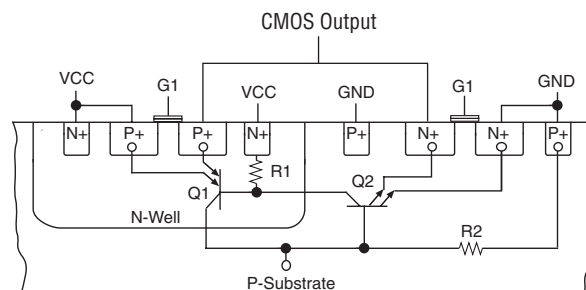 CMOS Output
VCC
G1
VCC
GND
G1
GND
N+
P+
P+
N+
P+
N+
N+
P+
Q1
R1
Q2
N-Well
R2
P-Substrate